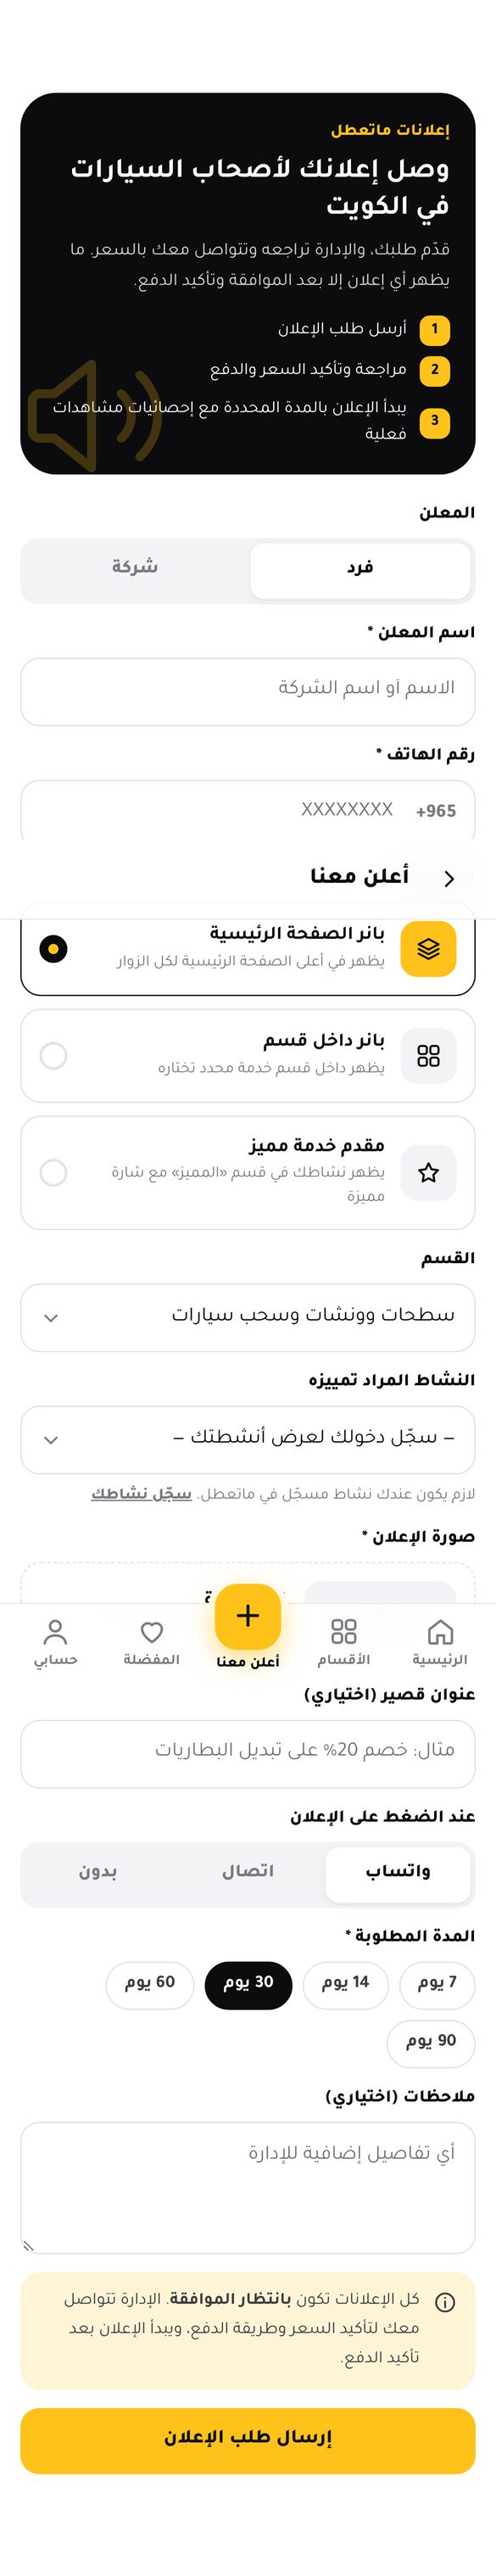 إعلانات ماتعطل
وصل إعلانك لأصحاب السيارات
في الكويت
قدّم طلبك، والإدارة تراجعه وتتواصل معك بالسعر. ما
يظهر أي إعلان إلا بعد الموافقة وتأكيد الدفع.
1 أرسل طلب الإعلان
2 مراجعة وتأكيد السعر والدفع
3 يبدأ الإعلان بالمدة المحددة مع إحصائيات مشاهدات
فعلية
المعلن
فرد شركة
اسم المعلن *
الاسم أو اسم الشركة
رقم الهاتف *
+965 XXXXXXXX
أعلن معنا
بانر الصفحة الرئيسية
يظهر في أعلى الصفحة الرئيسية لكل الزوار
بانر داخل قسم
يظهر داخل قسم خدمة محدد تختاره
مقدم خدمة مميز
يظهر نشاطك في قسم «المميز» مع شارة
مميزة
القسم
سطحات وونشات وسحب سيارات
النشاط المراد تمييزه
— سجّل دخولك لعرض أنشطتك —
لازم يكون عندك نشاط مسجّل في ماتعطل. سجّل نشاطك
صورة الإعلان *
الرئيسية الأقسام أعلن معنا المفضلة حسابي
عنوان قصير (اختياري)
مثال: خصم 20% على تبديل البطاريات
عند الضغط على الإعلان
واتساب اتصال بدون
المدة المطلوبة *
7 يوم 14 يوم 30 يوم 60 يوم
90 يوم
ملاحظات (اختياري)
أي تفاصيل إضافية للإدارة
كل الإعلانات تكون بانتظار الموافقة. الإدارة تتواصل
معك لتأكيد السعر وطريقة الدفع، ويبدأ الإعلان بعد
تأكيد الدفع.
إرسال طلب الإعلان